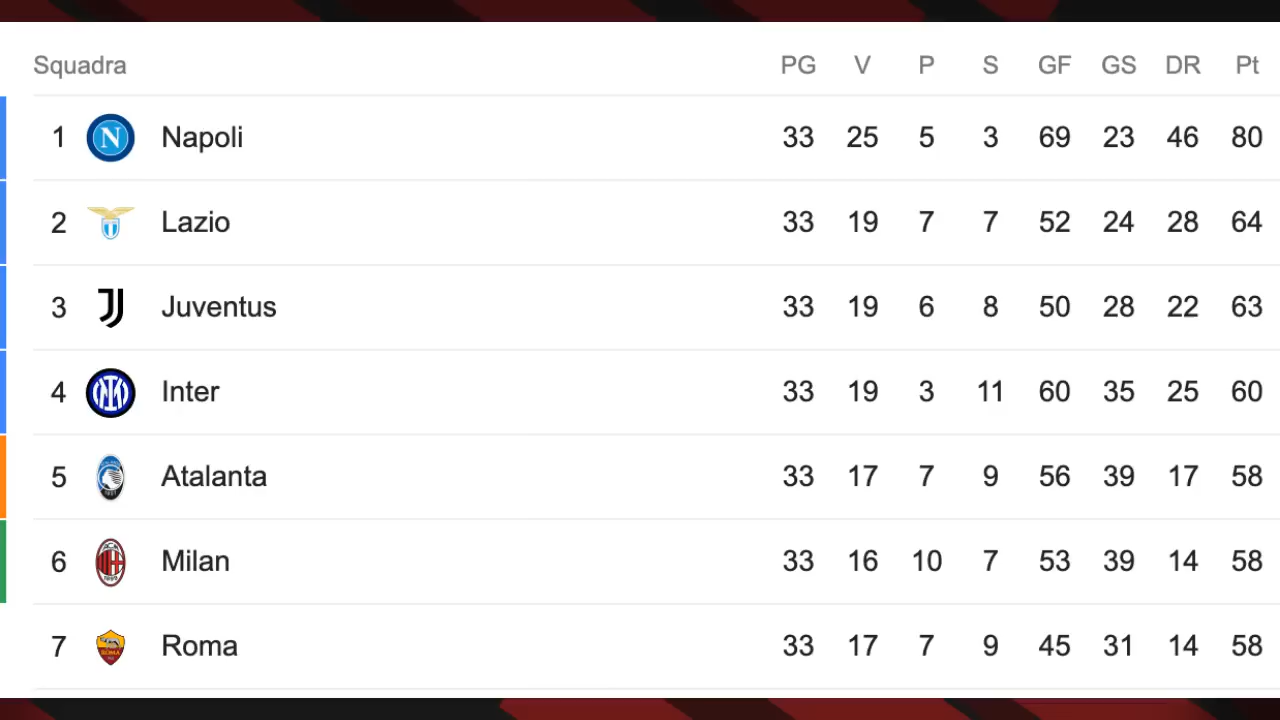 Squadra PG V P S GF GS DR Pt
1 N Napoli 33 25 5 3 69 23 46 80
2 Lazio 33 19 7 7 52 24 28 64
3 Juventus 33 19 6 8 50 28 22 63
4 Inter 33 19 3 11 60 35 25 60
5 Atalanta 33 17 7 9 56 39 17 58
6 Milan 33 16 10 7 53 39 14 58
7 ROMA Roma 33 17 7 9 45 31 14 58